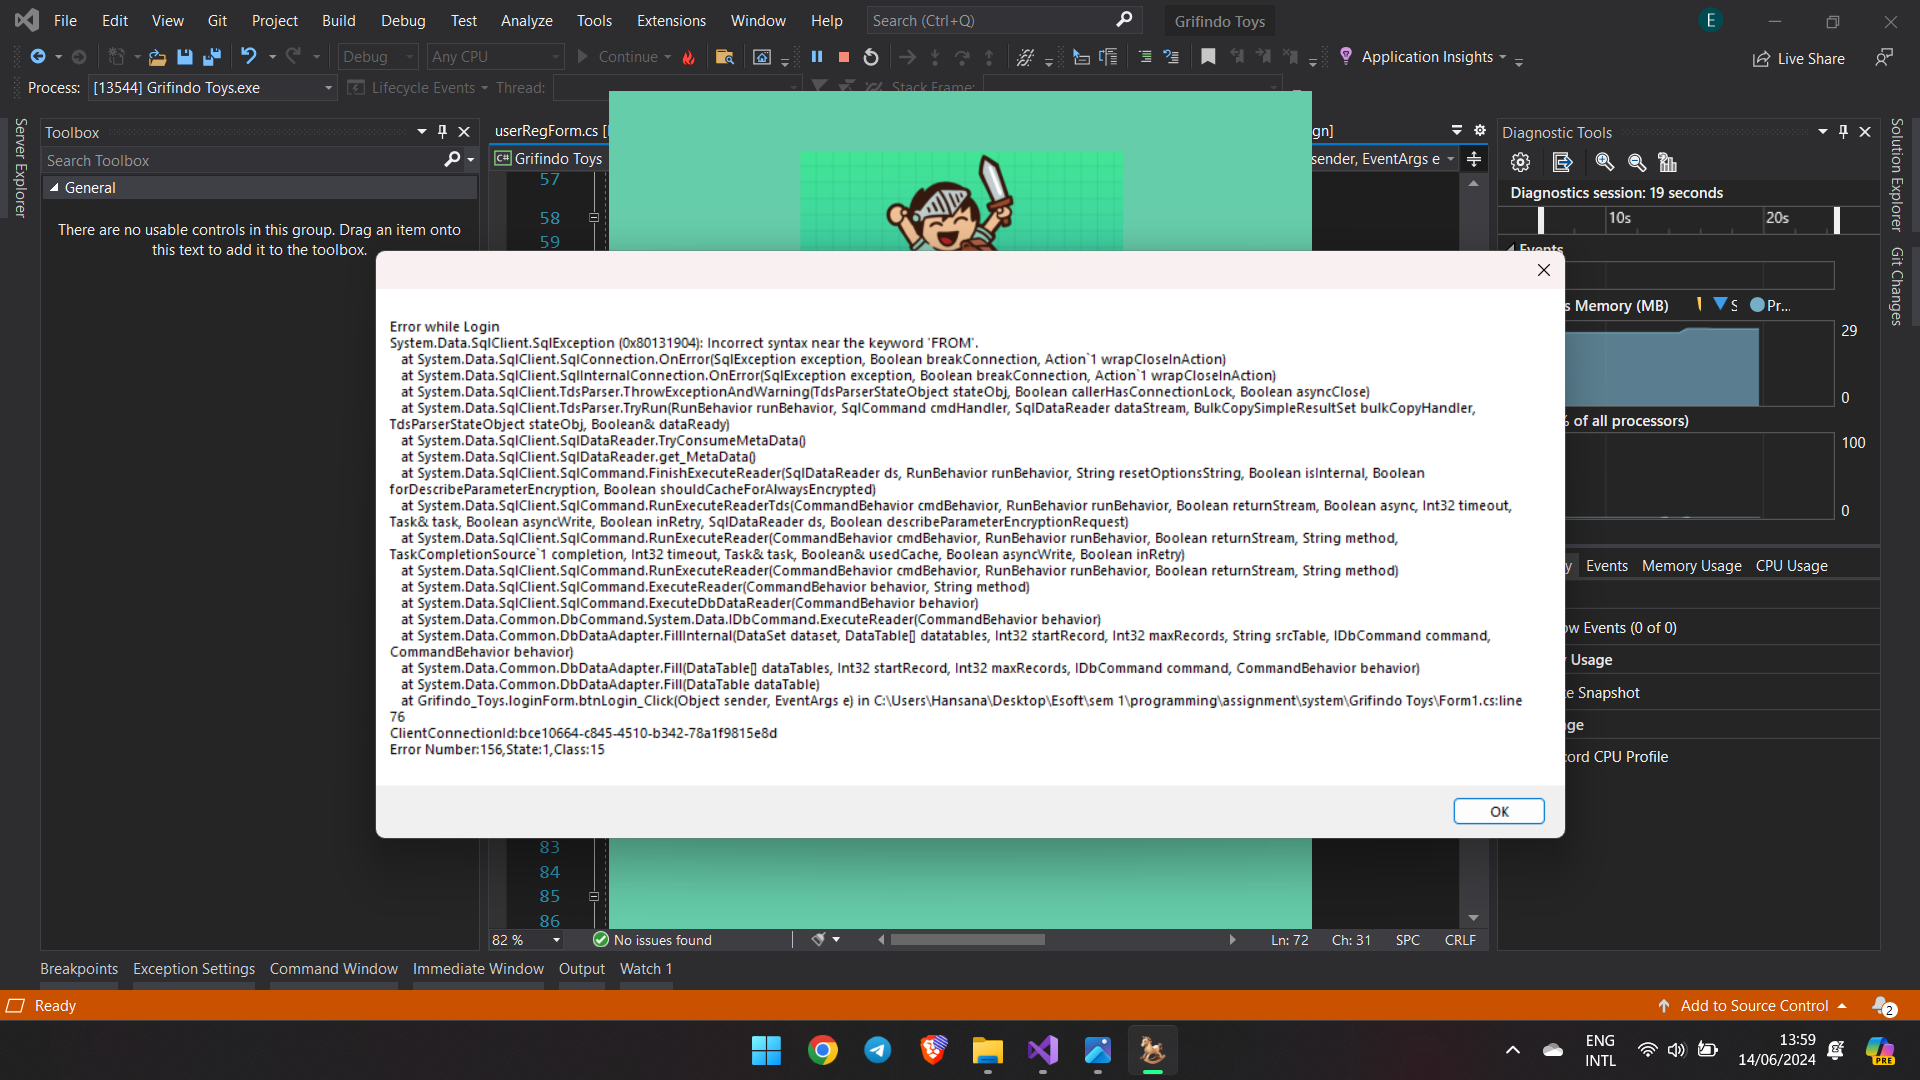 File Edit View Git Project Build Debug Test Analyze Tools Extensions Window Help Search (Ctrl+Q) Grifindo Toys E
Debug Any CPU Continue Application Insights Live Share
Process: [13544] Grifindo Toys.exe Lifecycle Events Thread: Stack Frame:
Server Explorer
Toolbox
Search Toolbox
General
There are no usable controls in this group. Drag an item onto
this text to add it to the toolbox.
userRegForm.cs [
gn]
C# Grifindo Toys
sender, EventArgs e
57
58
59
Error while Login
System.Data.SqlClient.SqlException (0x80131904): Incorrect syntax near the keyword 'FROM'.
at System.Data.SqlClient.SqlConnection.OnError(SqlException exception, Boolean breakConnection, Action`1 wrapCloseInAction)
at System.Data.SqlClient.SqlInternalConnection.OnError(SqlException exception, Boolean breakConnection, Action`1 wrapCloseInAction)
at System.Data.SqlClient.TdsParser.ThrowExceptionAndWarning(TdsParserStateObject stateObj, Boolean callerHasConnectionLock, Boolean asyncClose)
at System.Data.SqlClient.TdsParser.TryRun(RunBehavior runBehavior, SqlCommand cmdHandler, SqlDataReader dataStream, BulkCopySimpleResultSet bulkCopyHandler,
TdsParserStateObject stateObj, Boolean& dataReady)
at System.Data.SqlClient.SqlDataReader.TryConsumeMetaData()
at System.Data.SqlClient.SqlDataReader.get_MetaData()
at System.Data.SqlClient.SqlCommand.FinishExecuteReader(SqlDataReader ds, RunBehavior runBehavior, String resetOptionsString, Boolean isInternal, Boolean
forDescribeParameterEncryption, Boolean shouldCacheForAlwaysEncrypted)
at System.Data.SqlClient.SqlCommand.RunExecuteReaderTds(CommandBehavior cmdBehavior, RunBehavior runBehavior, Boolean returnStream, Boolean async, Int32 timeout,
Task& task, Boolean asyncWrite, Boolean inRetry, SqlDataReader ds, Boolean describeParameterEncryptionRequest)
at System.Data.SqlClient.SqlCommand.RunExecuteReader(CommandBehavior cmdBehavior, RunBehavior runBehavior, Boolean returnStream, String method,
TaskCompletionSource`1 completion, Int32 timeout, Task& task, Boolean& usedCache, Boolean asyncWrite, Boolean inRetry)
at System.Data.SqlClient.SqlCommand.RunExecuteReader(CommandBehavior cmdBehavior, RunBehavior runBehavior, Boolean returnStream, String method)
at System.Data.SqlClient.SqlCommand.ExecuteReader(CommandBehavior behavior, String method)
at System.Data.SqlClient.SqlCommand.ExecuteDbDataReader(CommandBehavior behavior)
at System.Data.Common.DbCommand.System.Data.IDbCommand.ExecuteReader(CommandBehavior behavior)
at System.Data.Common.DbDataAdapter.FillInternal(DataSet dataset, DataTable[] datatables, Int32 startRecord, Int32 maxRecords, String srcTable, IDbCommand command,
CommandBehavior behavior)
at System.Data.Common.DbDataAdapter.Fill(DataTable[] dataTables, Int32 startRecord, Int32 maxRecords, IDbCommand command, CommandBehavior behavior)
at System.Data.Common.DbDataAdapter.Fill(DataTable dataTable)
at Grifindo_Toys.loginForm.btnLogin_Click(Object sender, EventArgs e) in C:\Users\Hansana\Desktop\Esoft\sem 1\programming\assignment\system\Grifindo Toys\Form1.cs:line
76
ClientConnectionId:bce10664-c845-4510-b342-78a1f9815e8d
Error Number:156,State:1,Class:15
OK
83
84
85
86
82 % No issues found Ln: 72 Ch: 31 SPC CRLF
Diagnostic Tools
Diagnostics session: 19 seconds
10s 20s
Events
s Memory (MB) S Pr...
29
0
% of all processors)
100
0
y Events Memory Usage CPU Usage
ow Events (0 of 0)
Usage
e Snapshot
ge
ord CPU Profile
Solution Explorer
Git Changes
Breakpoints Exception Settings Command Window Immediate Window Output Watch 1
Ready Add to Source Control 2
ENG
INTL
13:59
14/06/2024
PRE